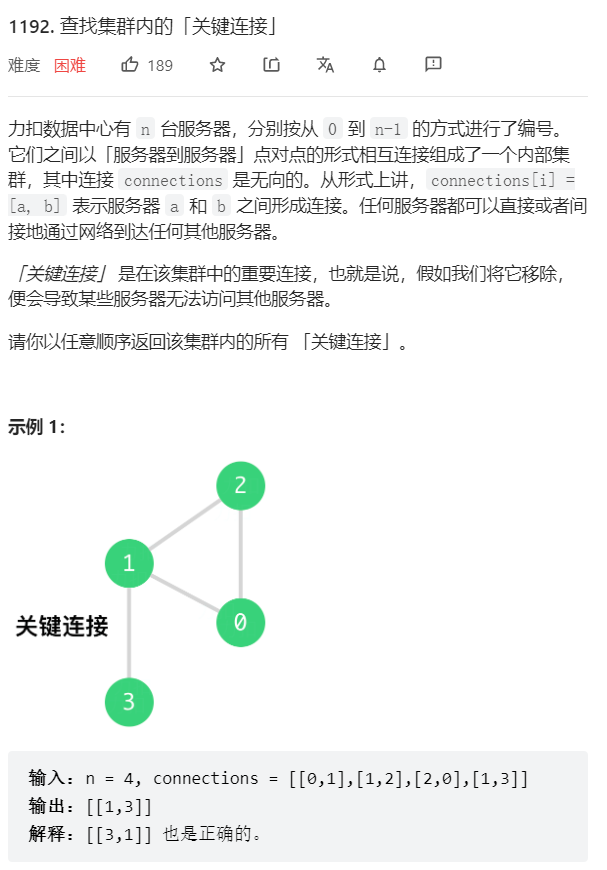 1192. 查找集群内的「关键连接」
难度 困难 189
力扣数据中心有 n 台服务器，分别按从 0 到 n-1 的方式进行了编号。
它们之间以「服务器到服务器」点对点的形式相互连接组成了一个内部集
群，其中连接 connections 是无向的。从形式上讲，connections[i] =
[a, b] 表示服务器 a 和 b 之间形成连接。任何服务器都可以直接或者间
接地通过网络到达任何其他服务器。
「关键连接」 是在该集群中的重要连接，也就是说，假如我们将它移除，
便会导致某些服务器无法访问其他服务器。
请你以任意顺序返回该集群内的所有 「关键连接」。
示例 1：
2
1
关键连接
0
3
输入：n = 4, connections = [[0,1],[1,2],[2,0],[1,3]]
输出：[[1,3]]
解释：[[3,1]] 也是正确的。